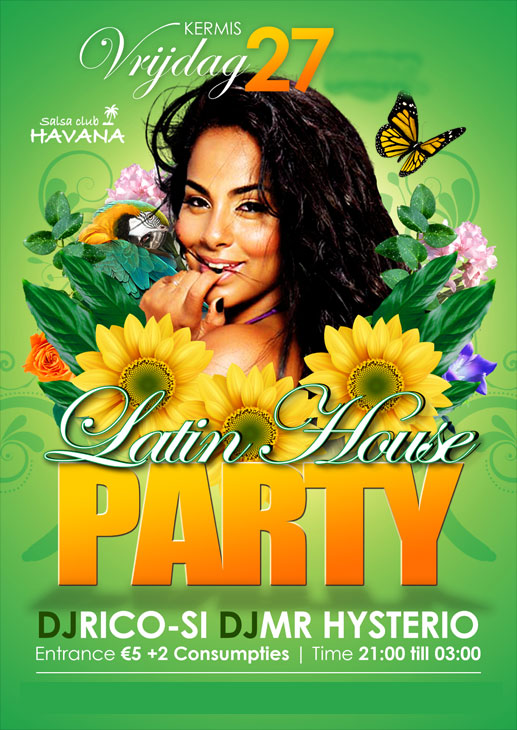 KERMIS
Vrijdag 27
Salsa club
HAVANA
Latin House
PARTY
DJRICO-SI DJMR HYSTERIO
Entrance €5 +2 Consumpties | Time 21:00 till 03:00